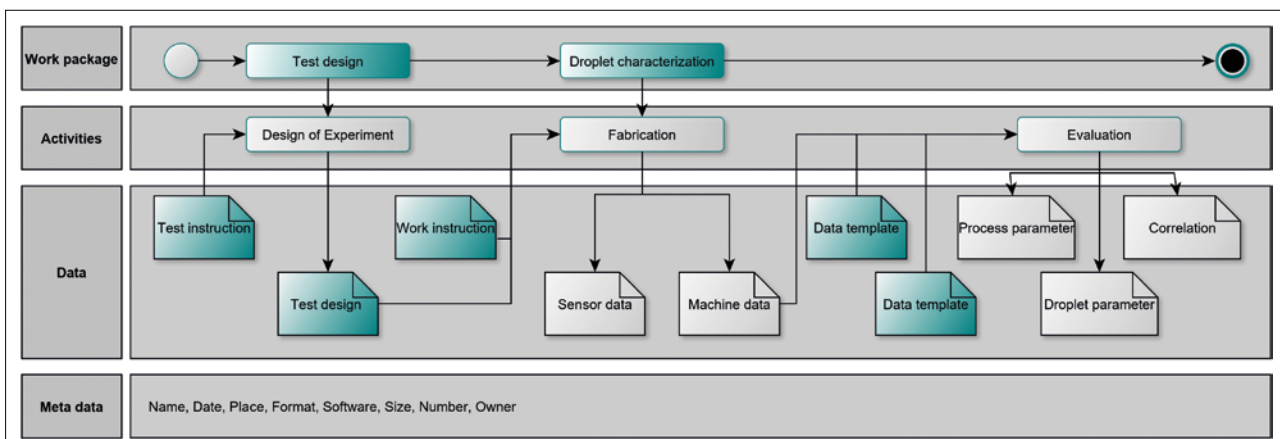 Work package
Test design
Droplet characterization
Activities
Design of Experiment
Fabrication
Evaluation
Data
Test instruction
Work instruction
Data template
Process parameter
Correlation
Test design
Sensor data
Machine data
Data template
Droplet parameter
Meta data
Name, Date, Place, Format, Software, Size, Number, Owner